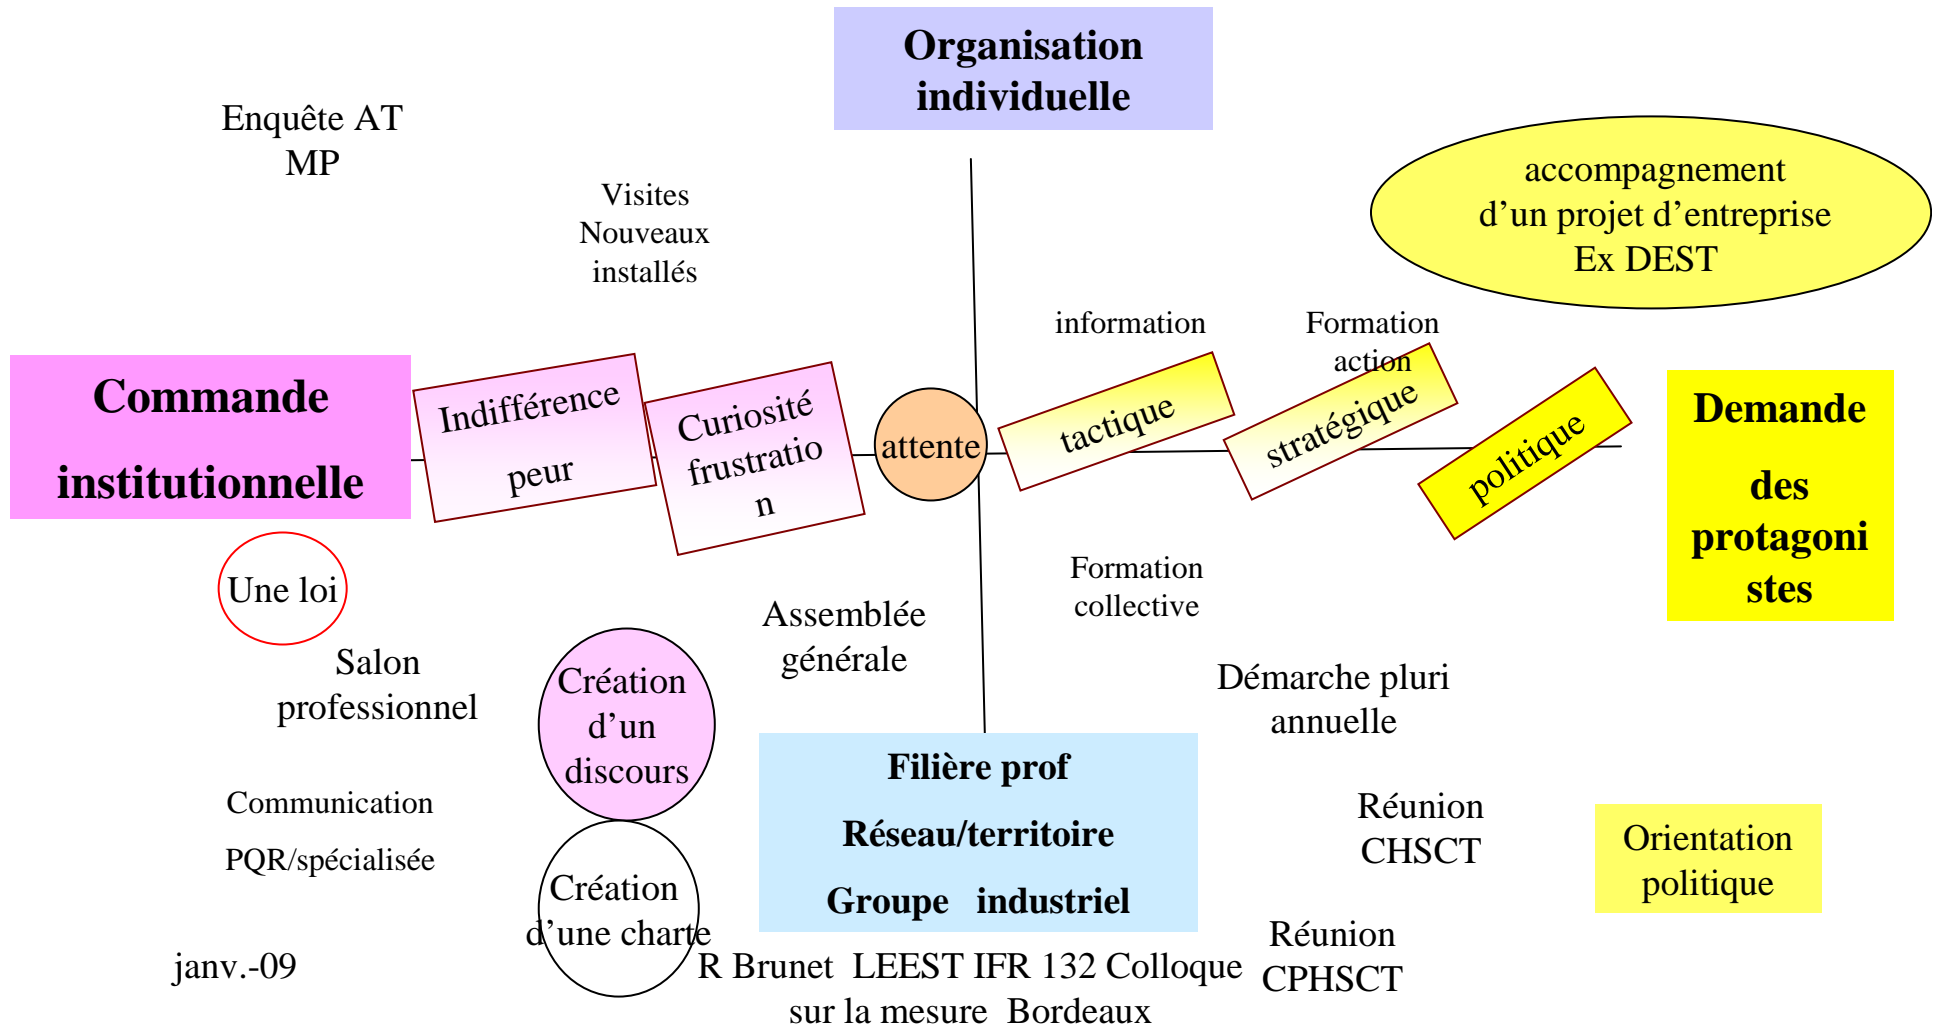 Organisation
individuelle
Enquête AT
MP
Visites
Nouveaux
installés
accompagnement
d’un projet d’entreprise
Ex DEST
information
Formation
action
Commande
institutionnelle
Indifférence
peur
Curiosité
frustratio
n
attente
tactique
stratégique
politique
Demande
des
protagoni
stes
Une loi
Formation
collective
Assemblée
générale
Salon
professionnel
Création
d’un
discours
Démarche pluri
annuelle
Communication
PQR/spécialisée
Filière prof
Réseau/territoire
Groupe industriel
Réunion
CHSCT
Orientation
politique
Création
d’une charte
Réunion
CPHSCT
janv.-09
R Brunet LEEST IFR 132 Colloque
sur la mesure Bordeaux